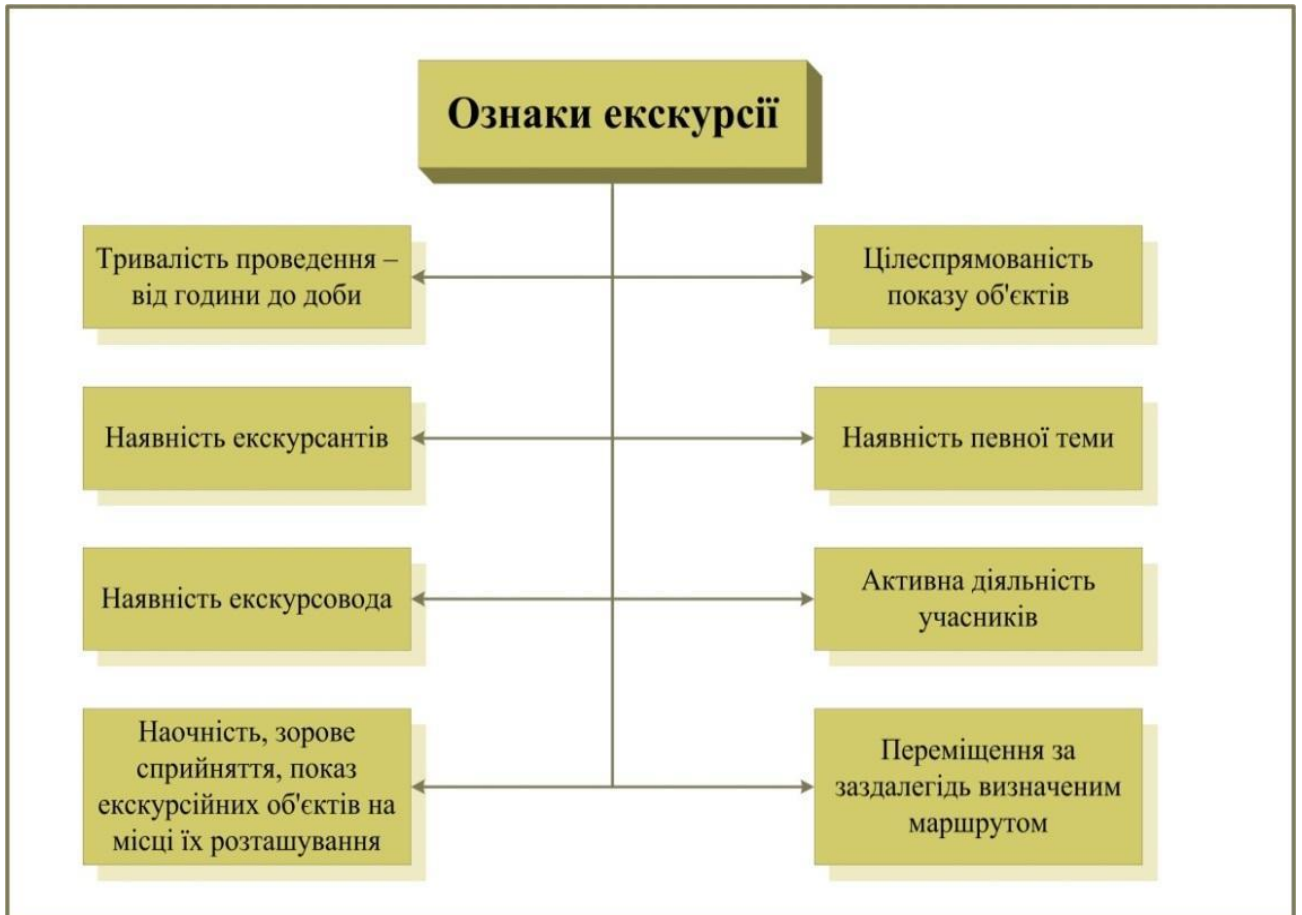 Ознаки екскурсії
Тривалість проведення –
від години до доби
Цілеспрямованість
показу об'єктів
Наявність екскурсантів
Наявність певної теми
Наявність екскурсовода
Активна діяльність
учасників
Наочність, зорове
сприйняття, показ
екскурсійних об'єктів на
місці їх розташування
Переміщення за
заздалегідь визначеним
маршрутом